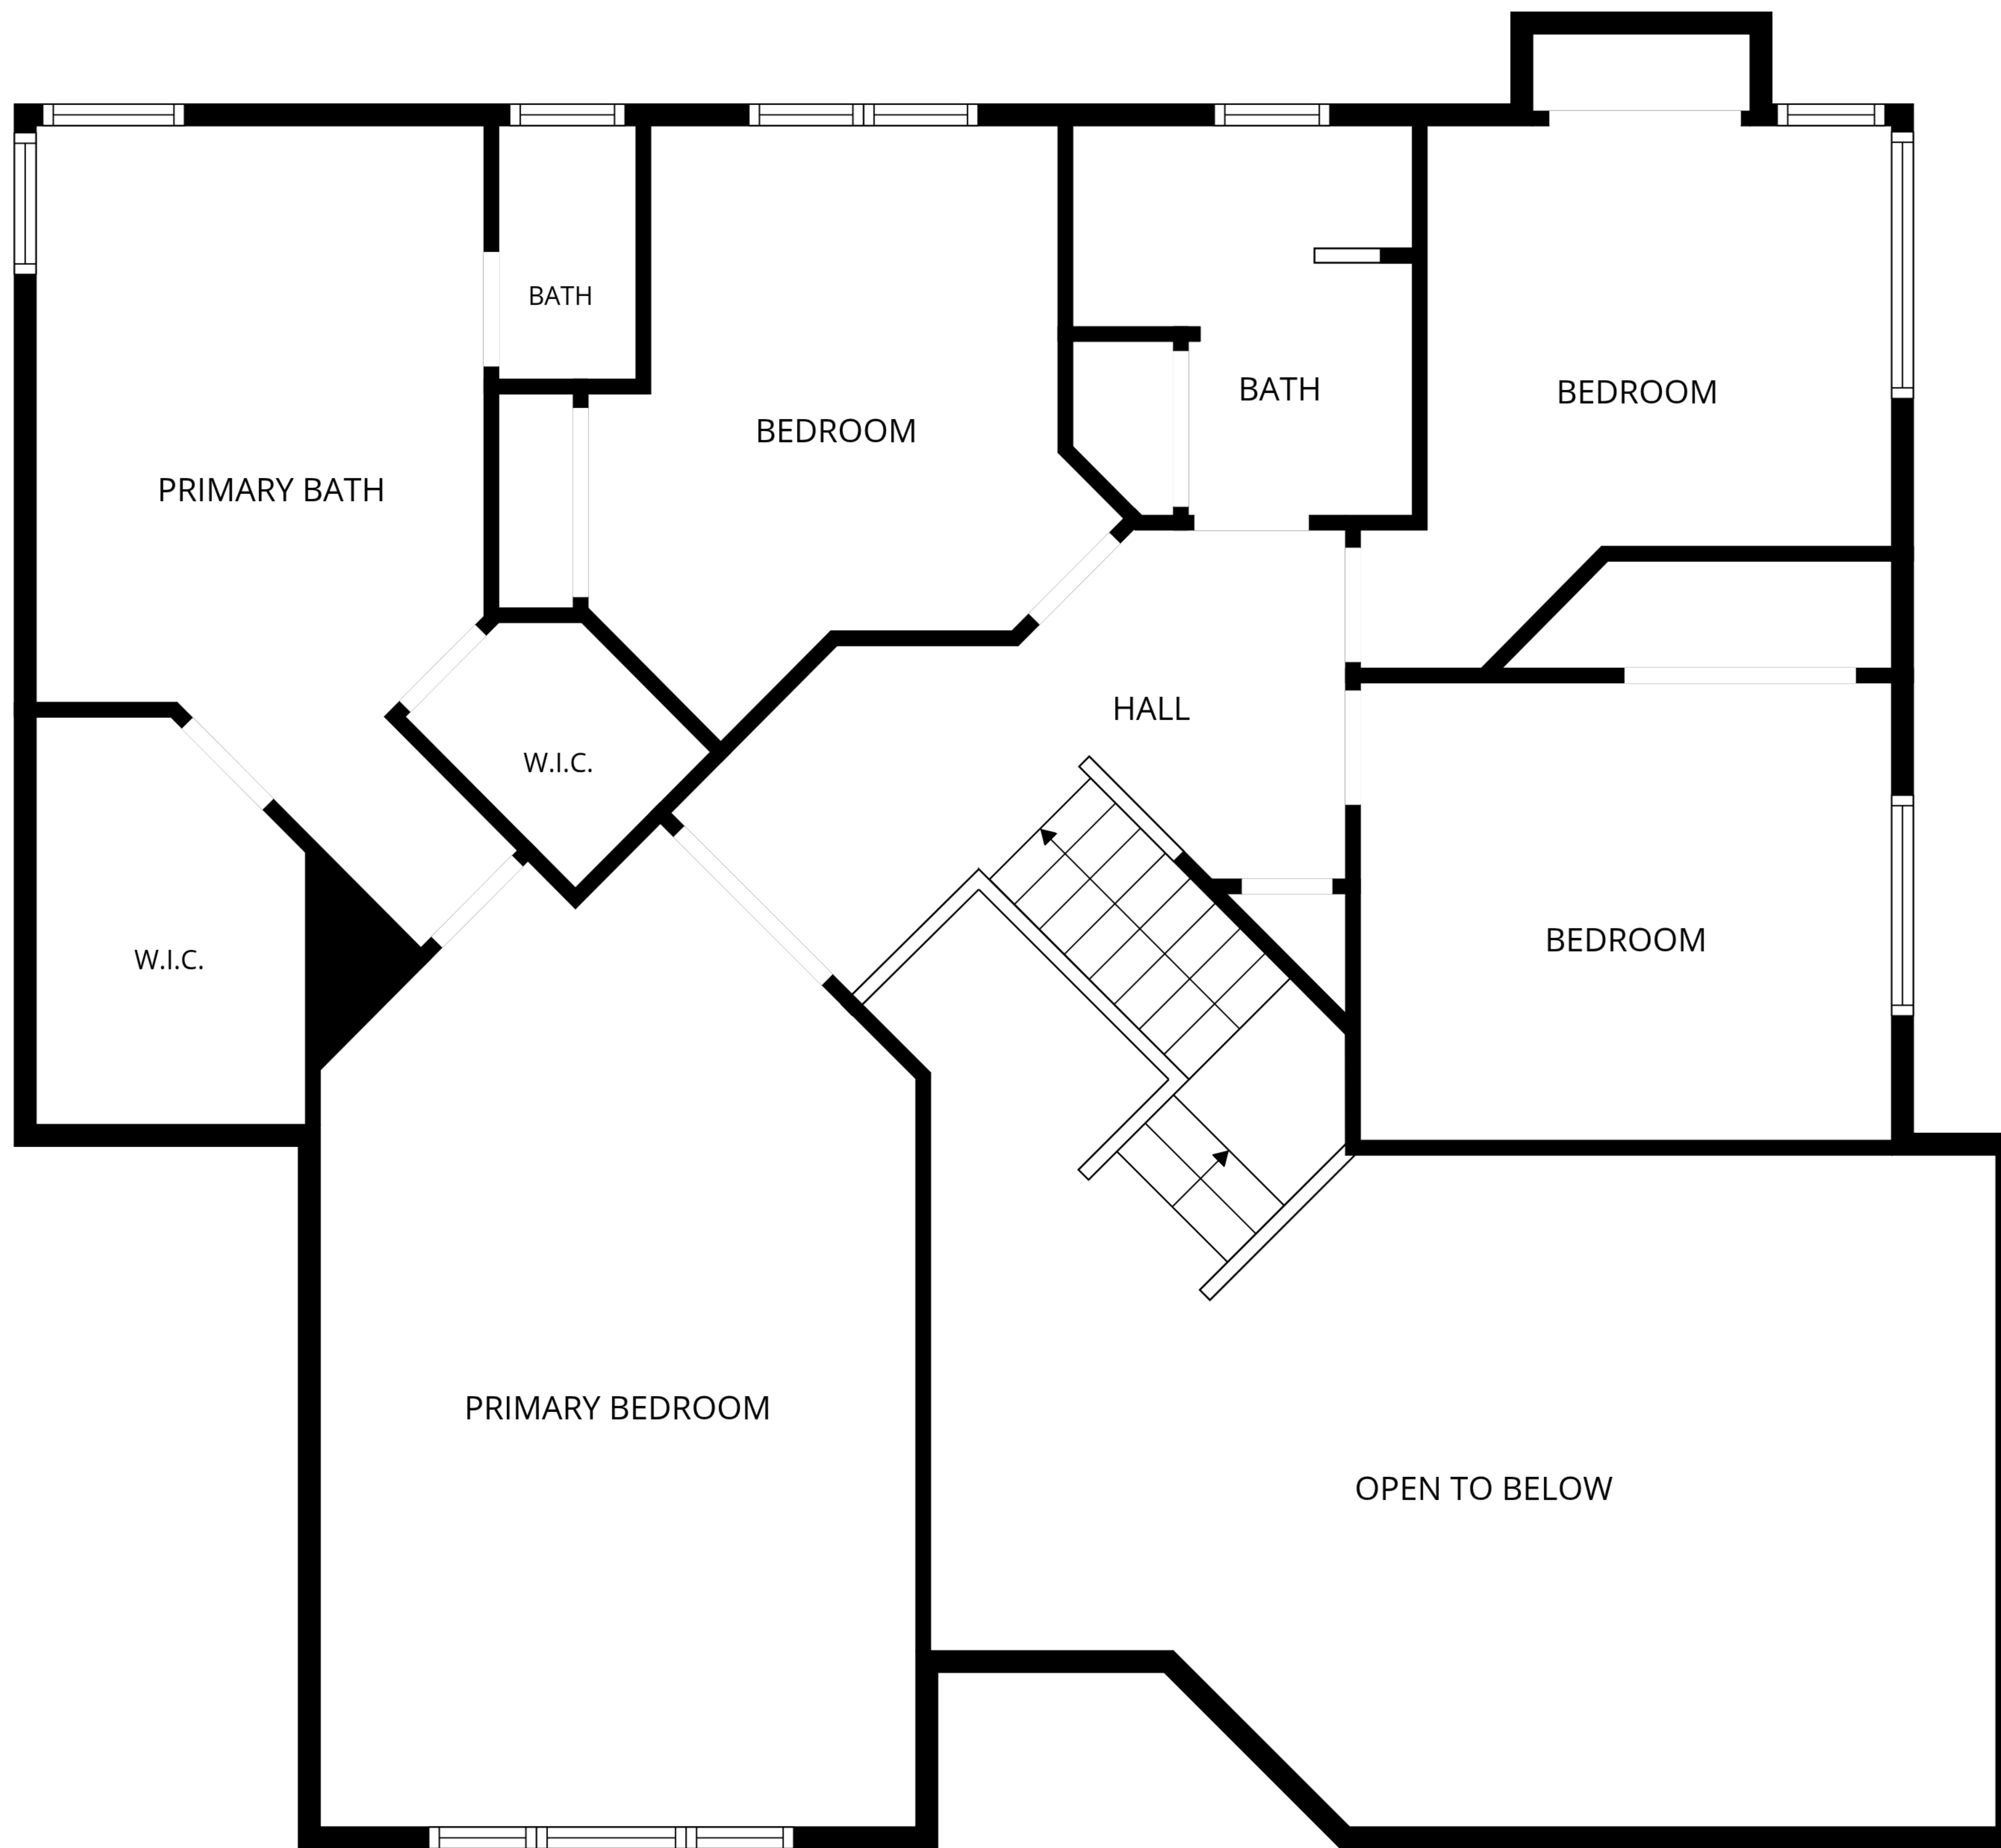 BATH
BATH
BEDROOM
BEDROOM
PRIMARY BATH
HALL
W.I.C.
BEDROOM
W.I.C.
PRIMARY BEDROOM
OPEN TO BELOW